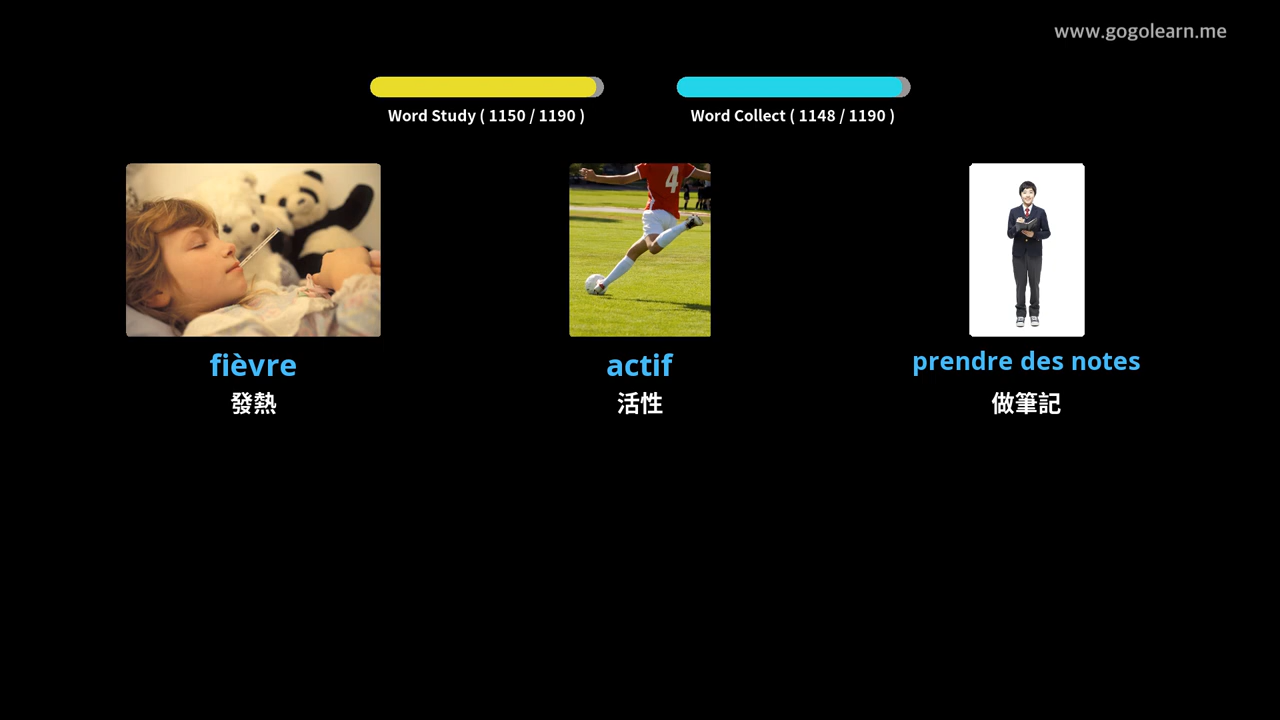 www.gogolearn.me
Word Study ( 1150 / 1190 )
Word Collect ( 1148 / 1190 )
4
fièvre
actif
prendre des notes
發熱
活性
做筆記